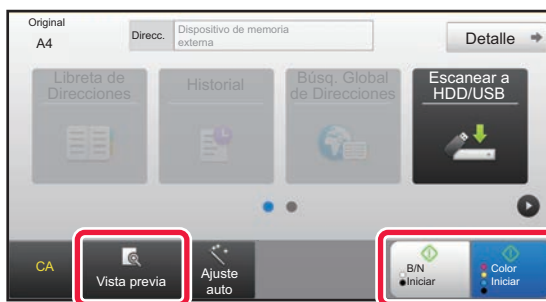 Original
A4
Direcc.
Dispositivo de memoria
externa
Detalle
Libreta de
Direcciones
Historial
Búsq. Global
de Direcciones
Escanear a
HDD/USB
CA
Vista previa
Ajuste
auto
B/N
Iniciar
Color
Iniciar